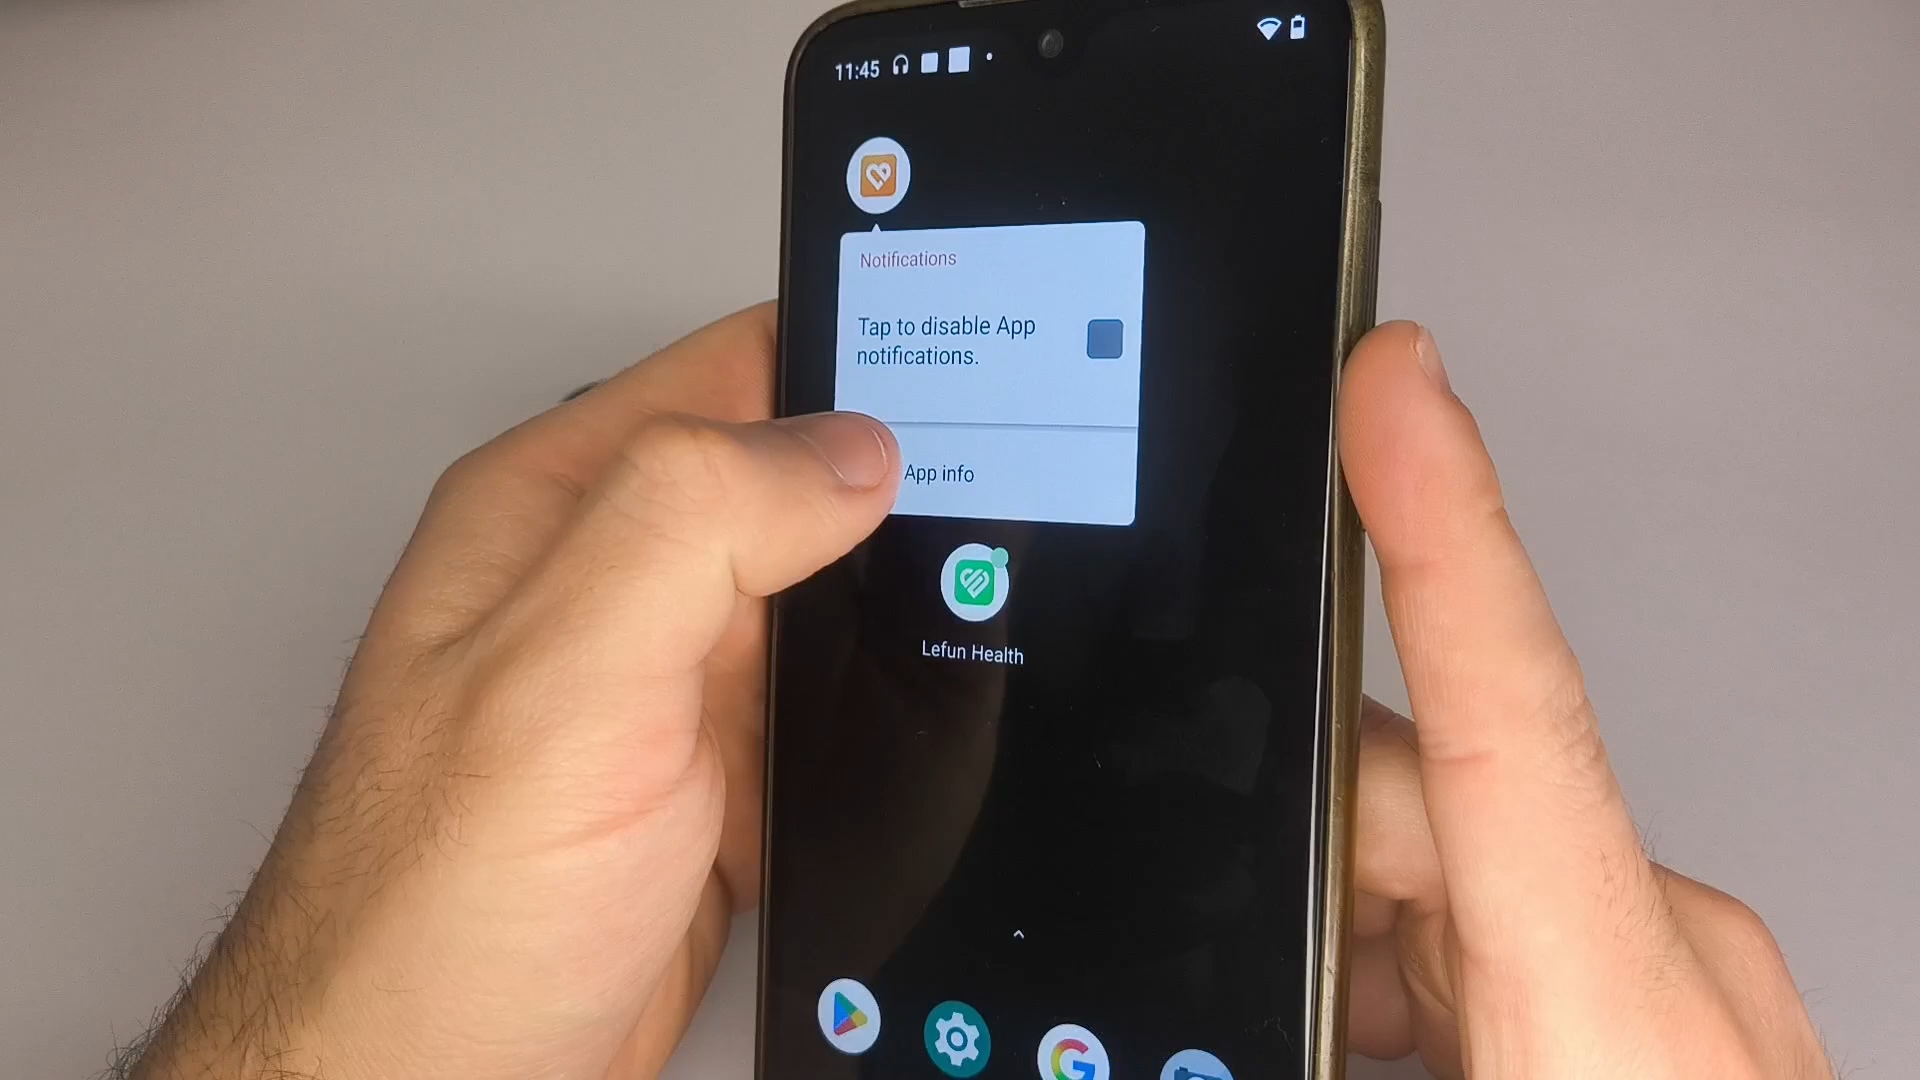 11:45
Notifications
Tap to disable App
notifications.
App info
Lefun Health